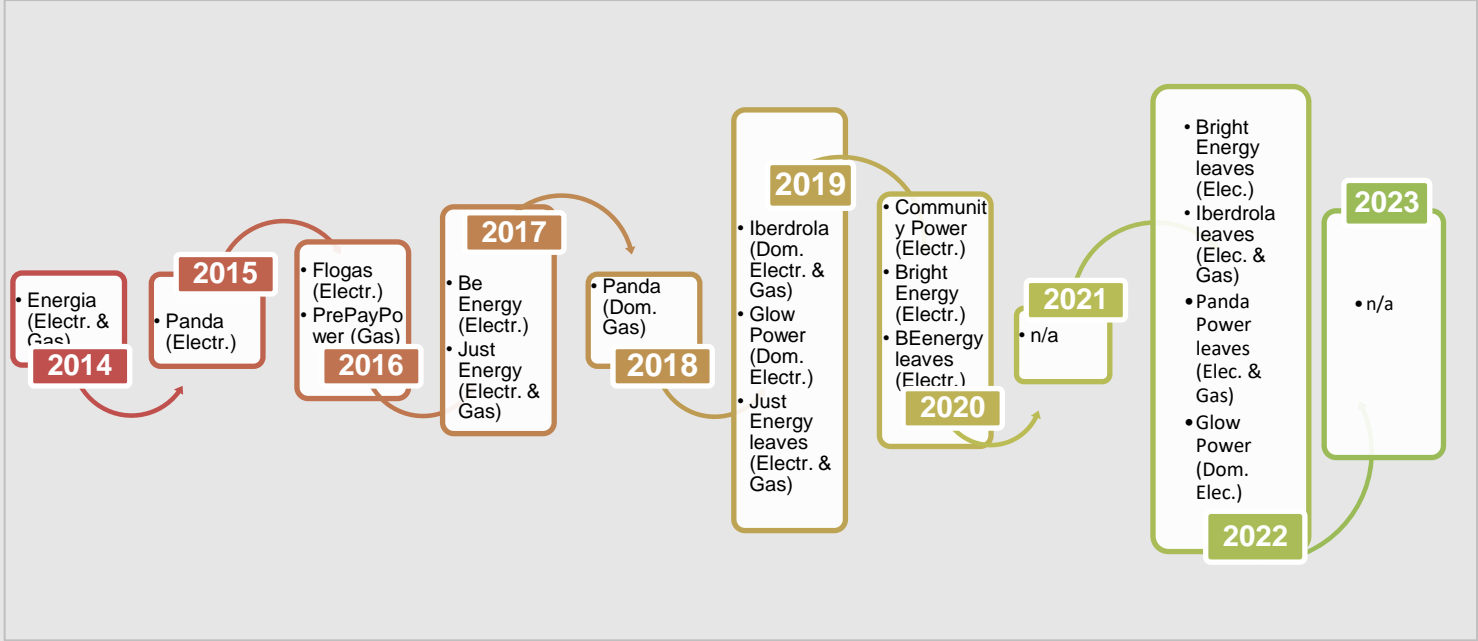 • Energia
(Electr. &
Gas)
2014
2015
• Panda
(Electr.)
• Flogas
(Electr.)
• PrePayPo
wer (Gas)
2016
2017
• Be
Energy
(Electr.)
• Just
Energy
(Electr. &
Gas)
• Panda
(Dom.
Gas)
2018
2019
• Iberdrola
(Dom.
Electr. &
Gas)
• Glow
Power
(Dom.
Electr.)
• Just
Energy
leaves
(Electr. &
Gas)
• Communit
y Power
(Electr.)
• Bright
Energy
(Electr.)
• BEenergy
leaves
(Electr.)
2020
2021
• n/a
• Bright
Energy
leaves
(Elec.)
• Iberdrola
leaves
(Elec. &
Gas)
• Panda
Power
leaves
(Elec. &
Gas)
• Glow
Power
(Dom.
Elec.)
2022
2023
• n/a